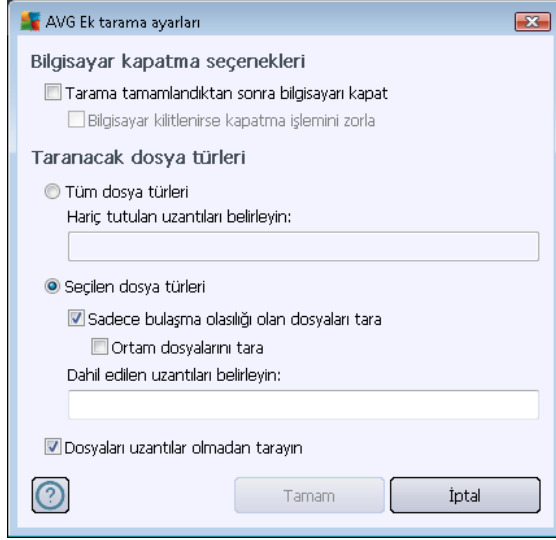 AVG Ek tarama ayarları
Bilgisayar kapatma seçenekleri
Tarama tamamlandıktan sonra bilgisayarı kapat
Bilgisayar kilitlenirse kapatma işlemini zorla
Taranacak dosya türleri
Tüm dosya türleri
Hariç tutulan uzantıları belirleyin:
Seçilen dosya türleri
Sadece bulaşma olasılığı olan dosyaları tara
Ortam dosyalarını tara
Dahil edilen uzantıları belirleyin:
Dosyaları uzantılar olmadan tarayın
? Tamam İptal